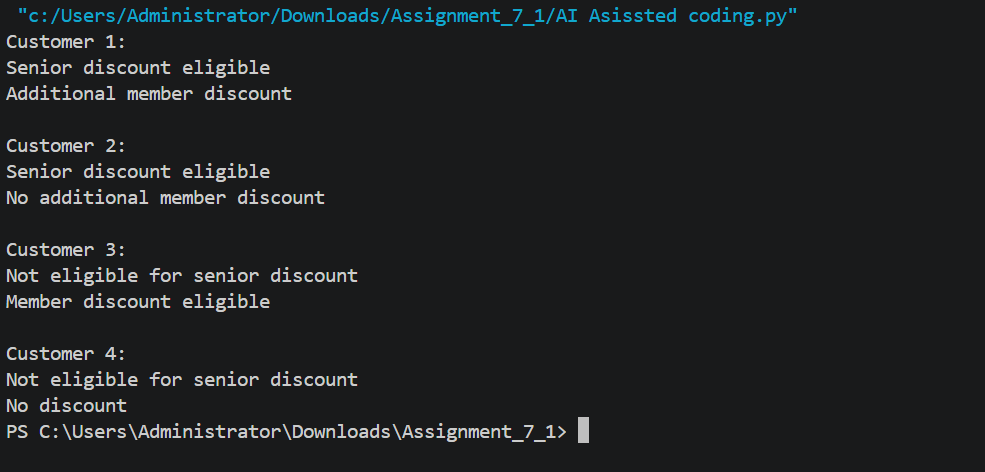 "c:/Users/Administrator/Downloads/Assignment_7_1/AI Asissted coding.py"
Customer 1:
Senior discount eligible
Additional member discount
Customer 2:
Senior discount eligible
No additional member discount
Customer 3:
Not eligible for senior discount
Member discount eligible
Customer 4:
Not eligible for senior discount
No discount
PS C:\Users\Administrator\Downloads\Assignment_7_1>